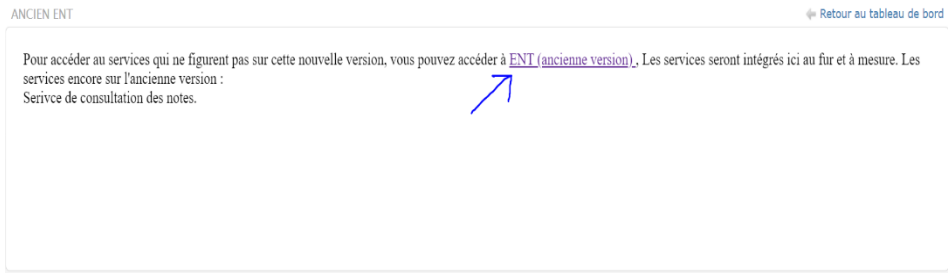 ANCIEN ENT
Retour au tableau de bord
Pour accéder au services qui ne figurent pas sur cette nouvelle version, vous pouvez accéder à ENT (ancienne version) , Les services seront intégrés ici au fur et à mesure. Les
services encore sur l'ancienne version :
Serivce de consultation des notes.